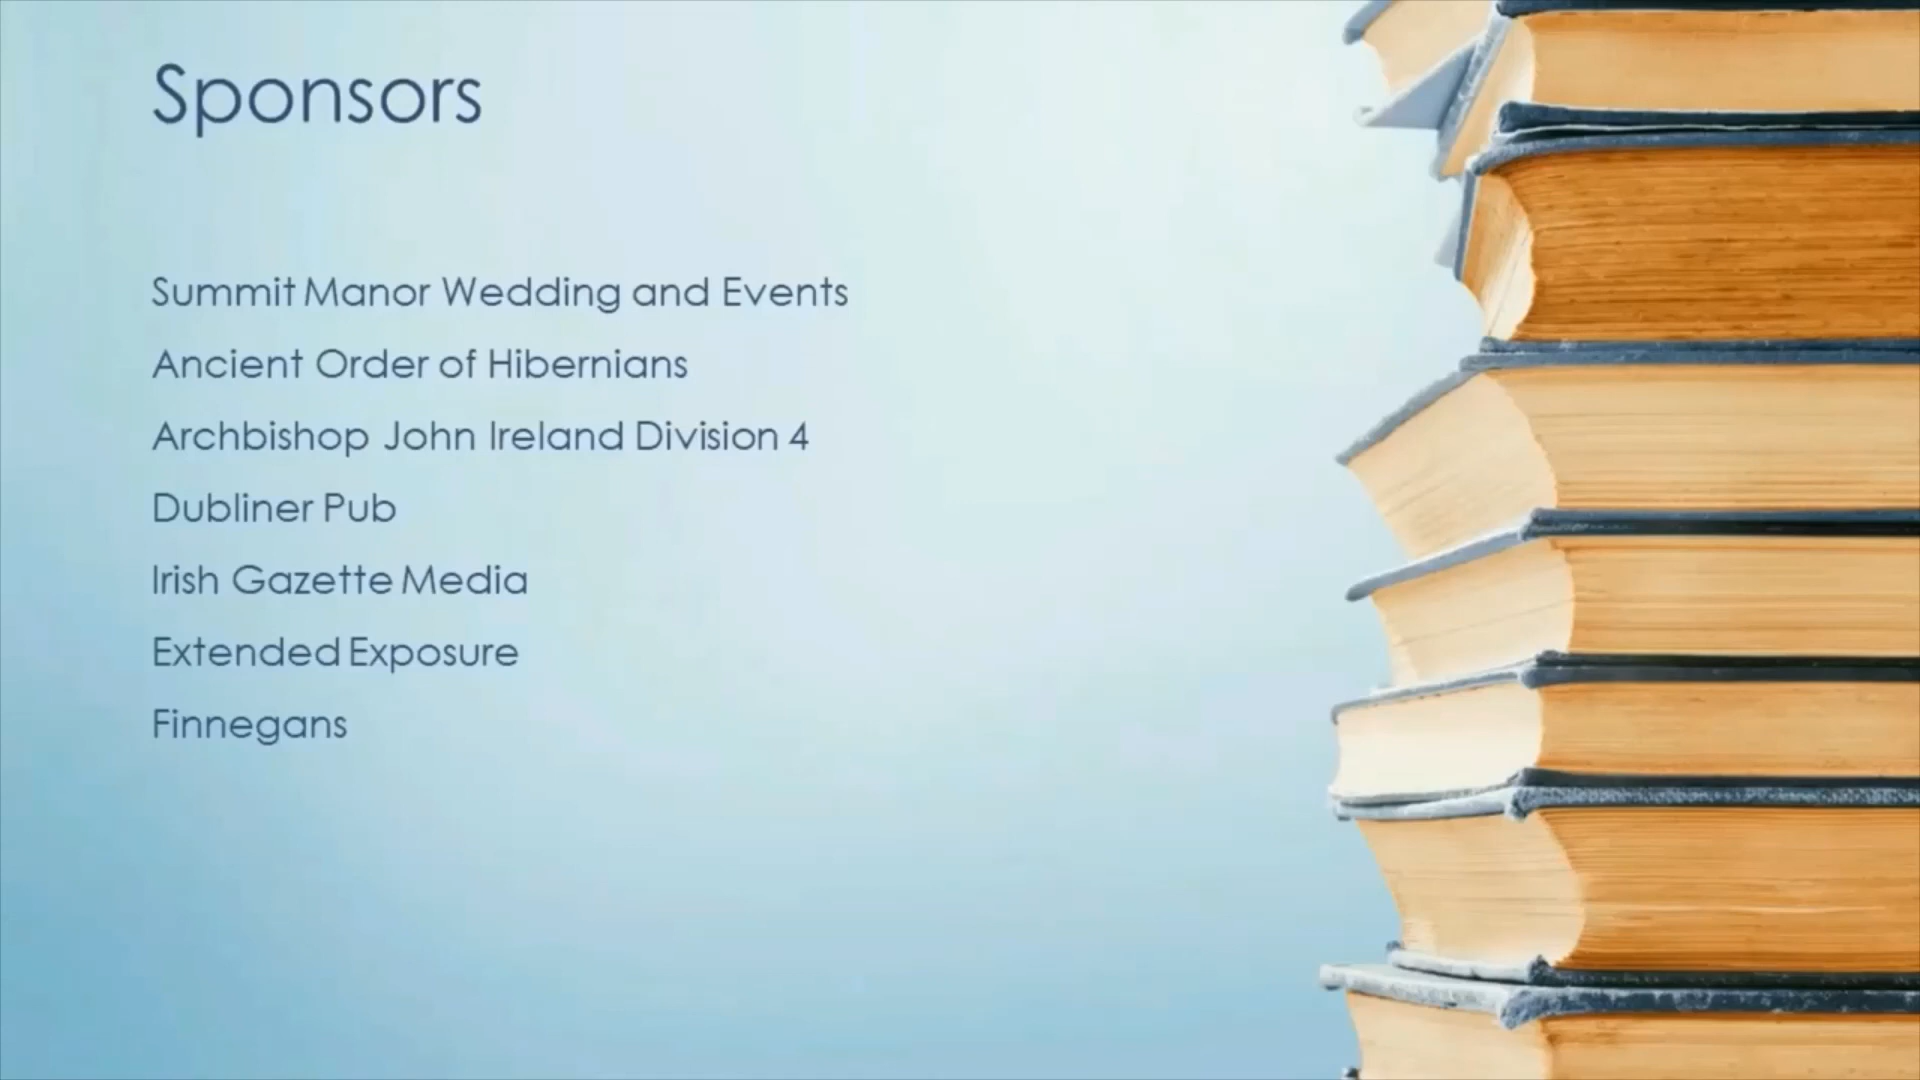 Sponsors
Summit Manor Wedding and Events
Ancient Order of Hibernians
Archbishop John Ireland Division 4
Dubliner Pub
Irish Gazette Media
Extended Exposure
Finnegans